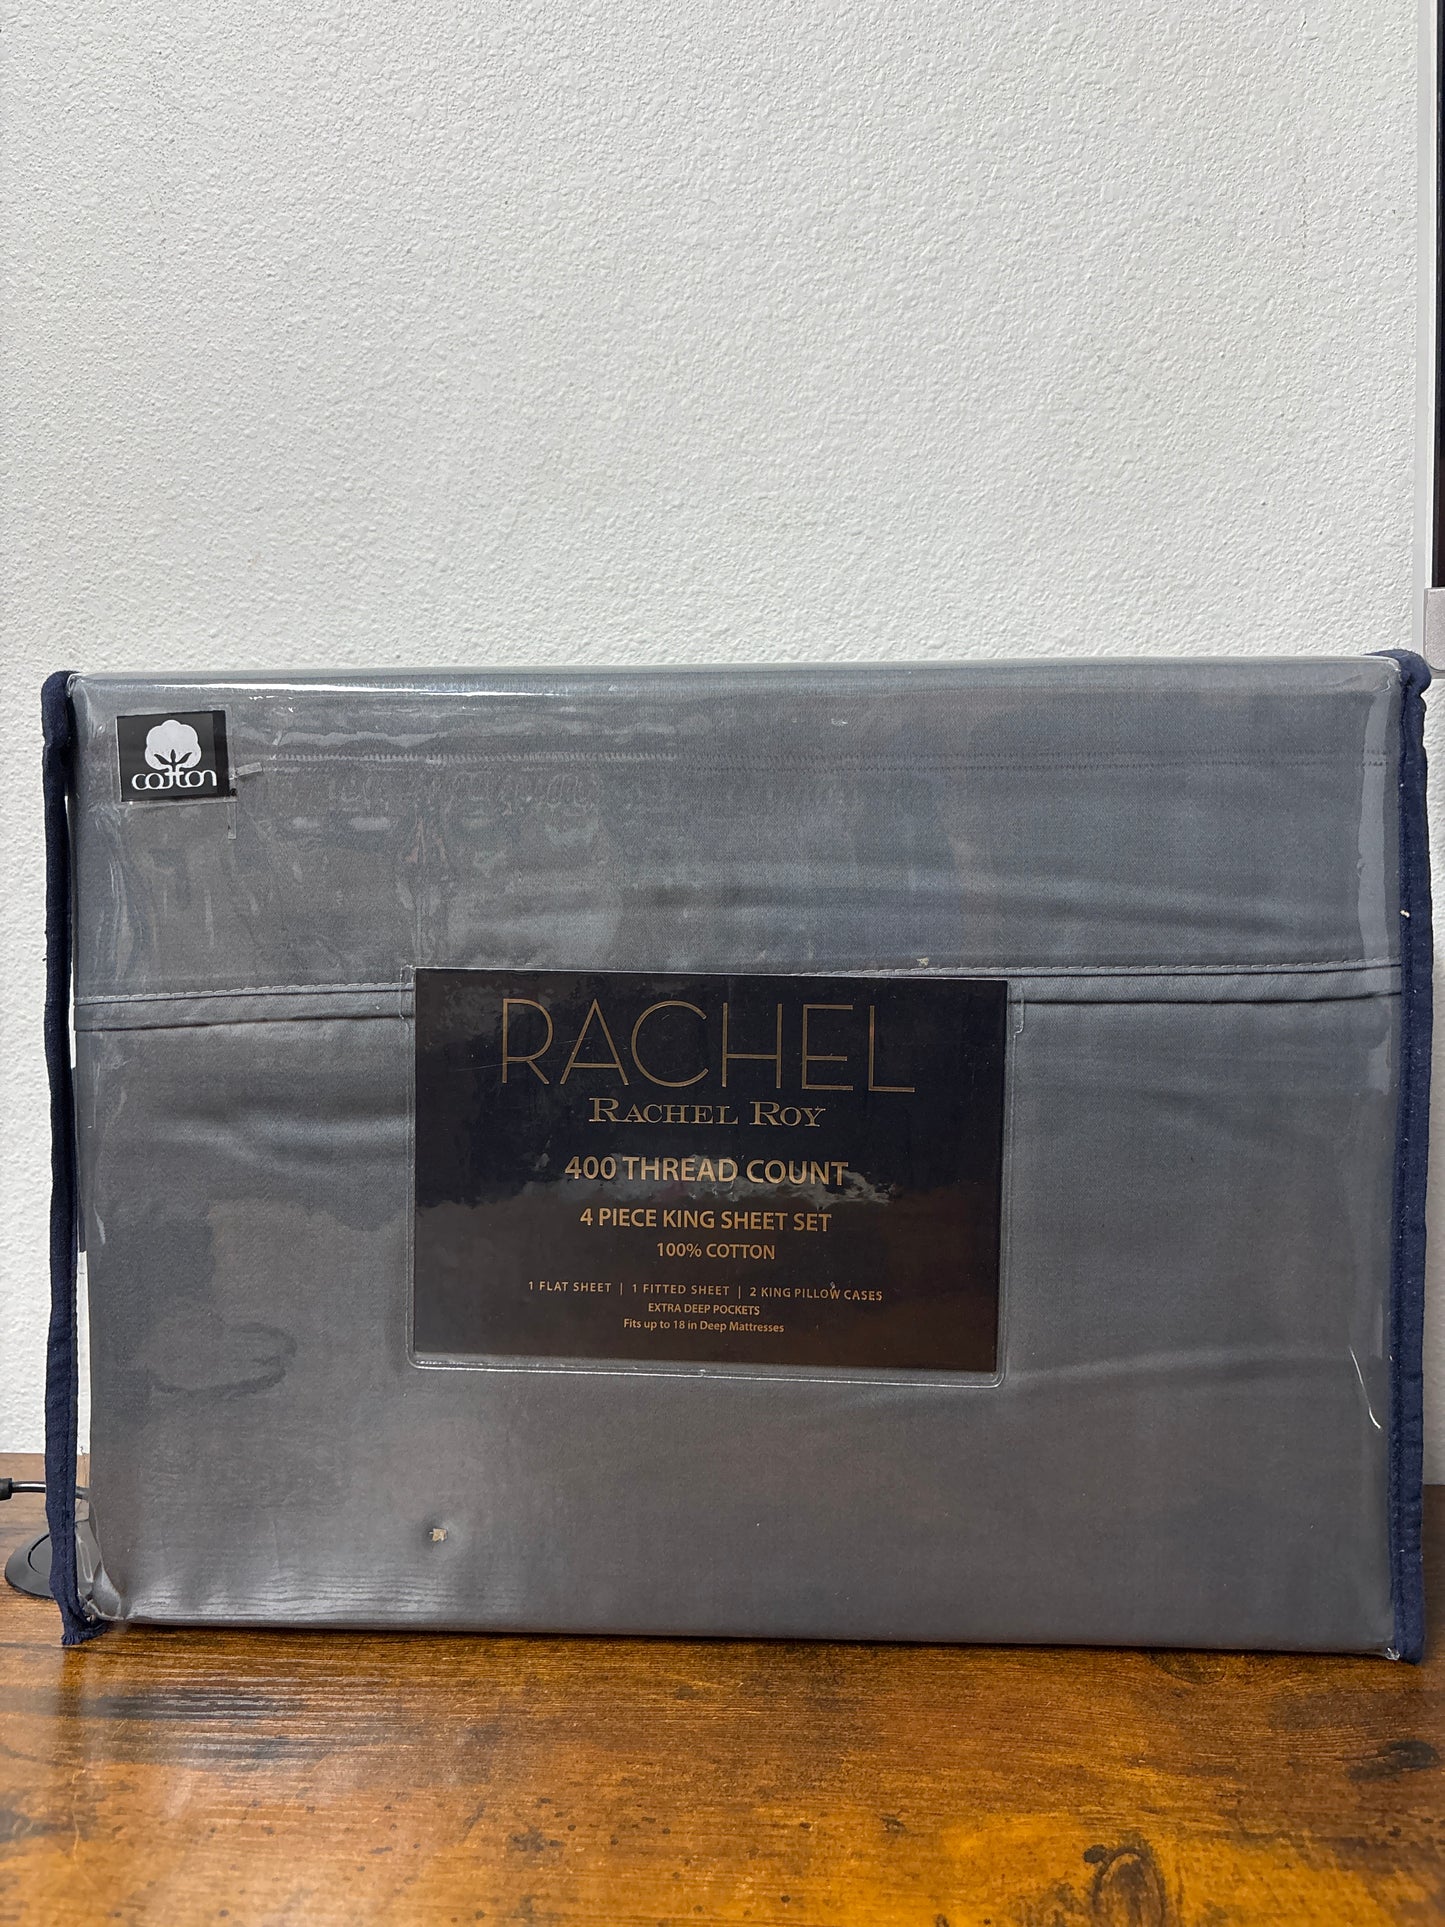 cotton
RACHEL
RACHEL ROY
400 THREAD COUNT
4 PIECE KING SHEET SET
100% COTTON
1 FLAT SHEET | 1 FITTED SHEET | 2 KING PILLOW CASES
EXTRA DEEP POCKETS
Fits up to 18 in Deep Mattresses